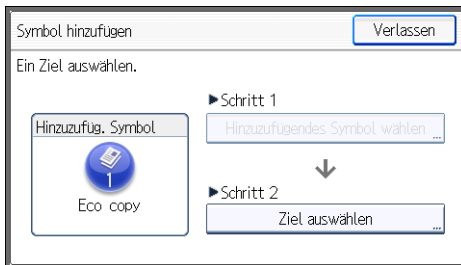 Symbol hinzufügen
Verlassen
Ein Ziel auswählen.
Hinzuzufüg. Symbol
1
Eco copy
▶Schritt 1
Hinzuzufügendes Symbol wählen ...
▶Schritt 2
Ziel auswählen ...